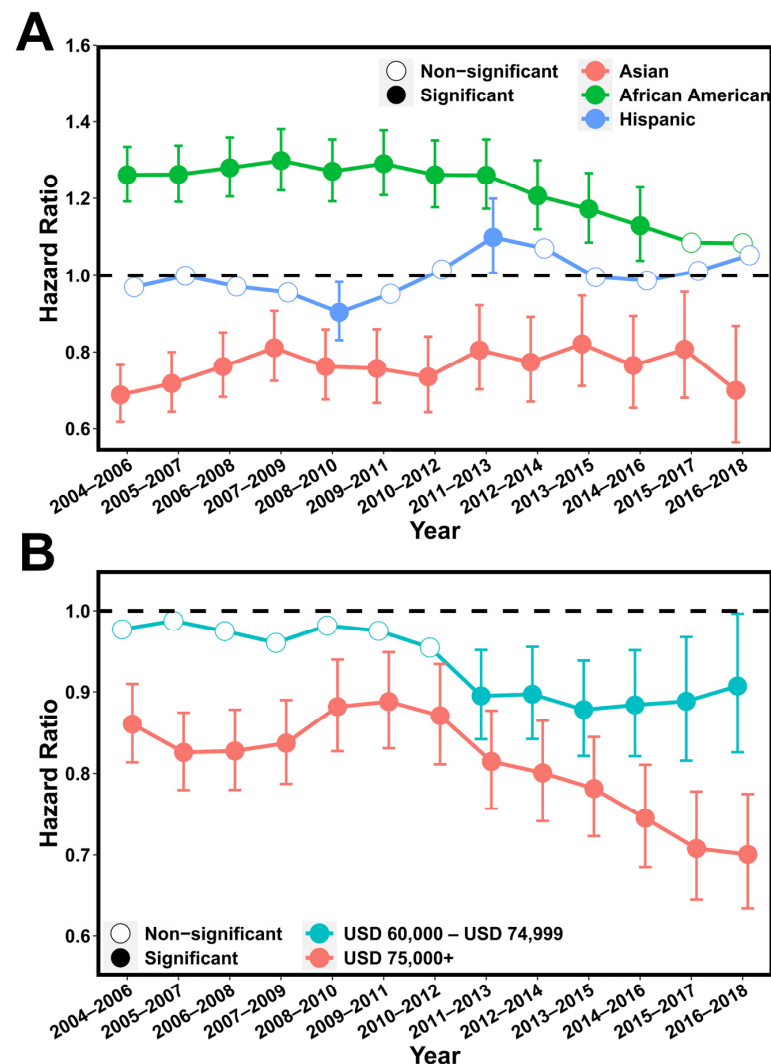 A
1.6
1.4
1.2
1.0
0.8
0.6
Hazard Ratio
Non−significant
Significant
Asian
African American
Hispanic
2004−2006
2005−2007
2006−2008
2007−2009
2008−2010
2009−2011
2010−2012
2011−2013
2012−2014
2013−2015
2014−2016
2015−2017
2016−2018
Year
B
1.0
0.9
0.8
0.7
0.6
Hazard Ratio
Non−significant
Significant
USD 60,000 − USD 74,999
USD 75,000+
2004−2006
2005−2007
2006−2008
2007−2009
2008−2010
2009−2011
2010−2012
2011−2013
2012−2014
2013−2015
2014−2016
2015−2017
2016−2018
Year